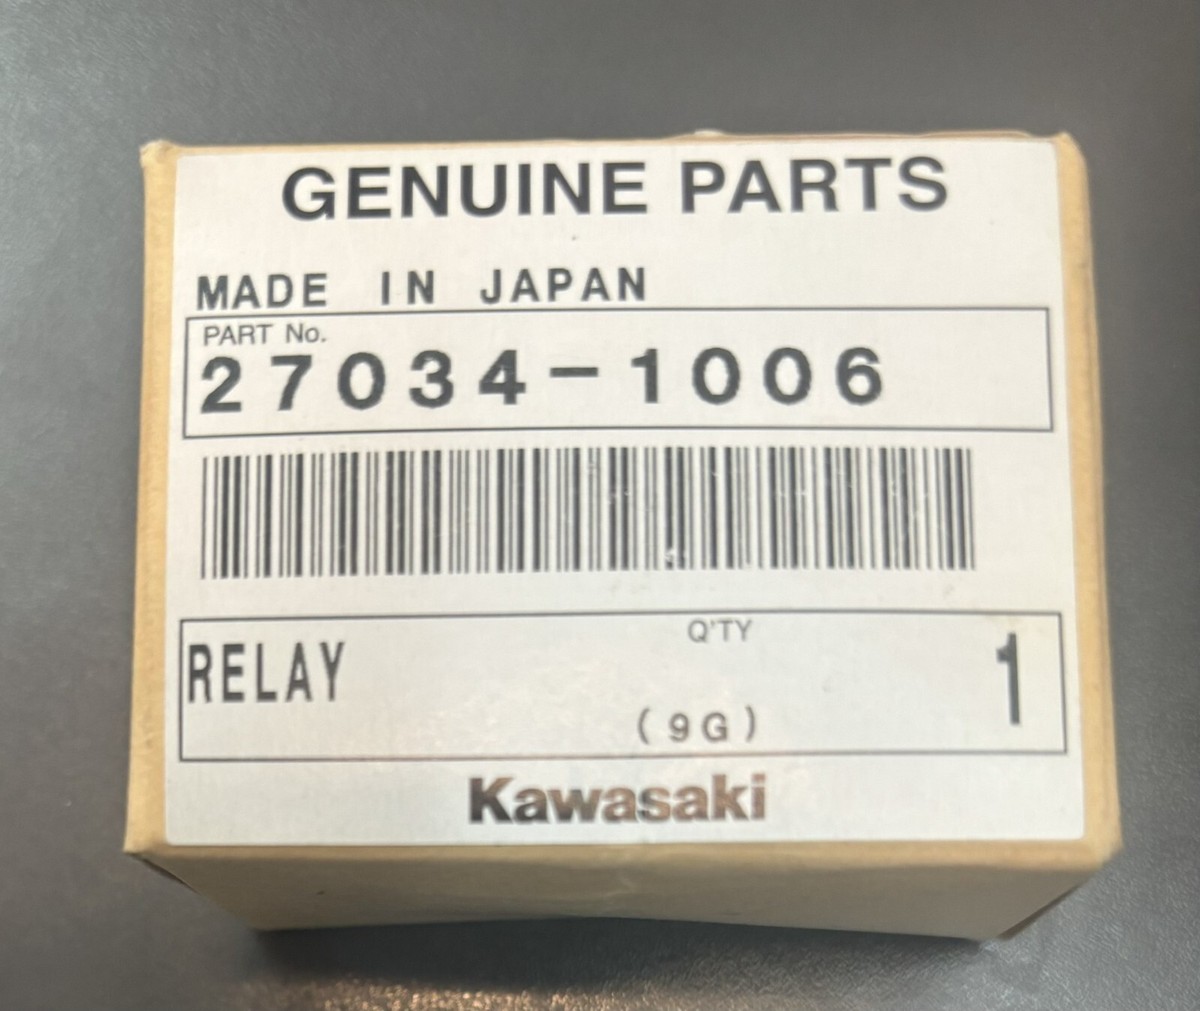 GENUINE PARTS
MADE IN JAPAN
PART No.
27034-1006
Q'TY
RELAY 1
(9G)
Kawasaki